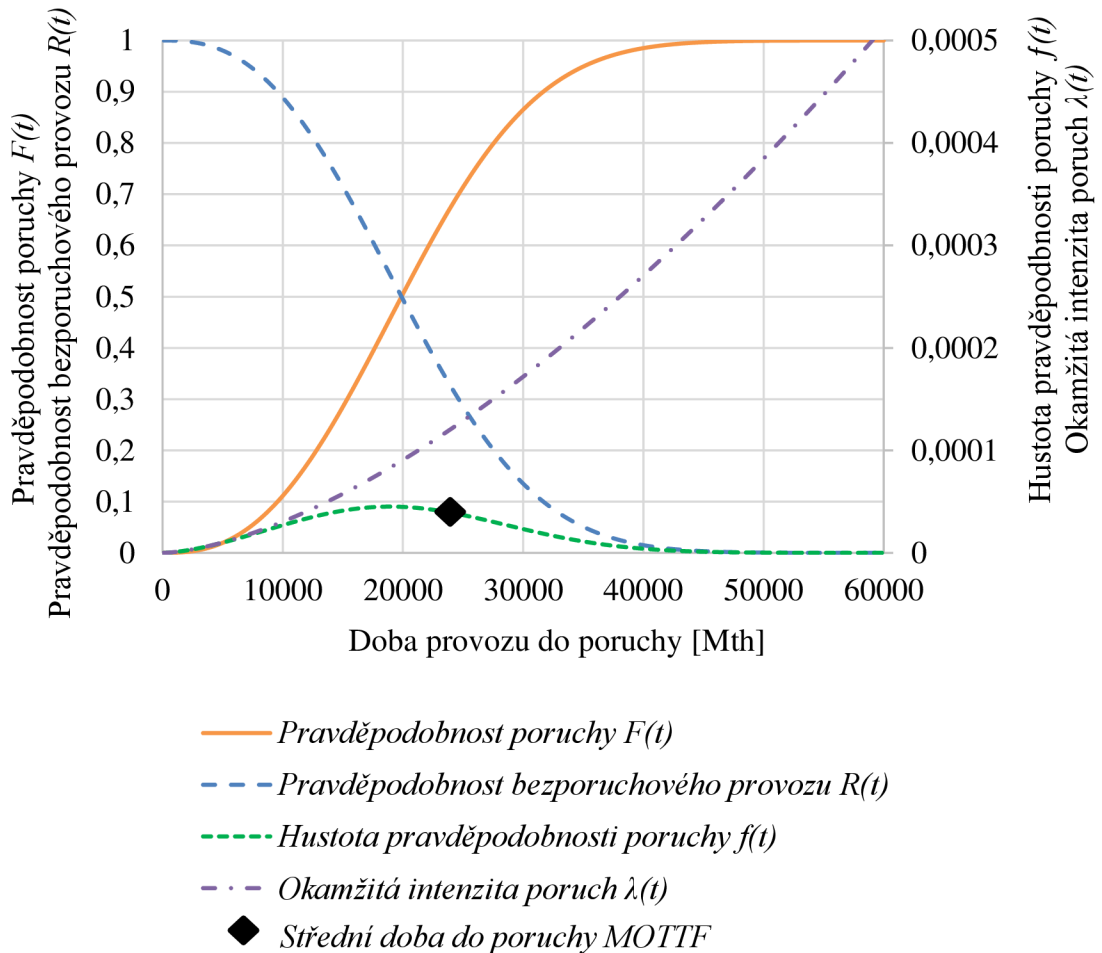 Pravděpodobnost poruchy F(t)
Pravděpodobnost bezporuchového provozu R(t)
1
0,9
0,8
0,7
0,6
0,5
0,4
0,3
0,2
0,1
0
0,0005
0,0004
0,0003
0,0002
0,0001
0
Hustota pravděpodbnosti poruchy f(t)
Okamžitá intenzita poruch λ(t)
0 10000 20000 30000 40000 50000 60000
Doba provozu do poruchy [Mth]
Pravděpodobnost poruchy F(t)
Pravděpodobnost bezporuchového provozu R(t)
Hustota pravděpodobnosti poruchy f(t)
Okamžitá intenzita poruch λ(t)
Střední doba do poruchy MOTTF